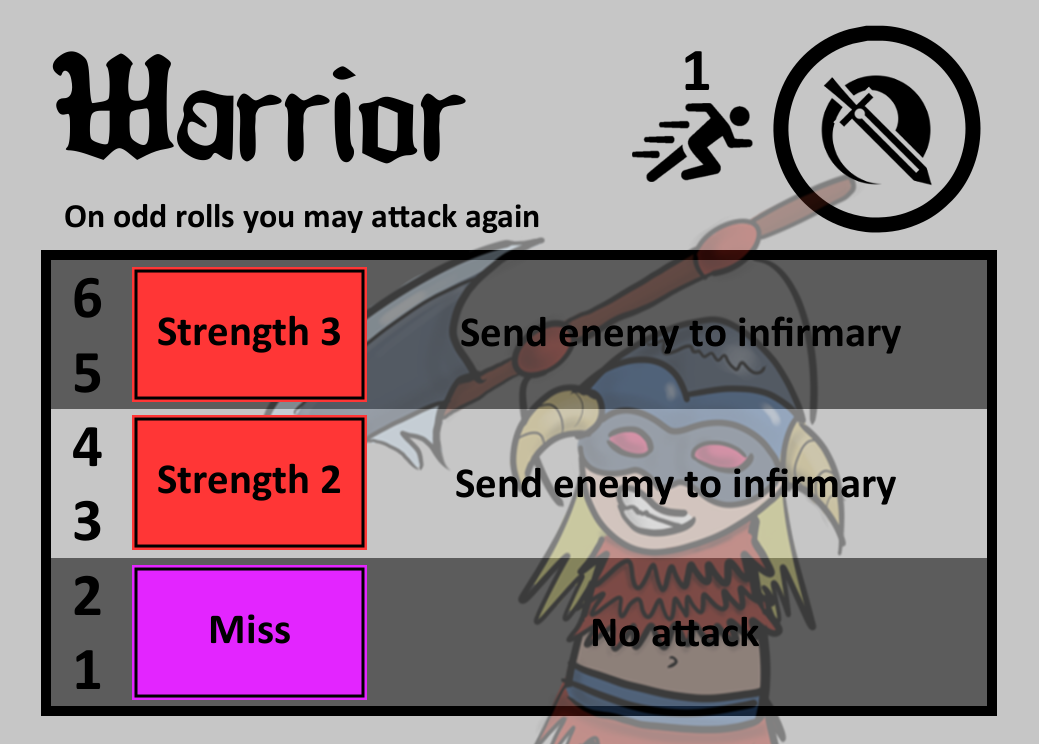 Warrior
1
On odd rolls you may attack again
6
5
Strength 3
Send enemy to infirmary
4
3
Strength 2
Send enemy to infirmary
2
1
Miss
No attack